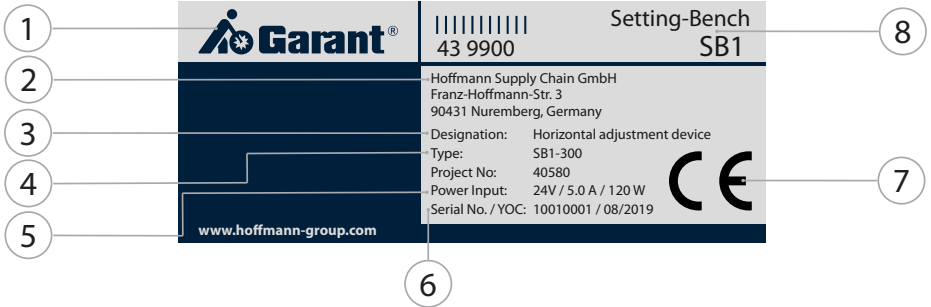 1
2
3
4
5
6
7
8
Garant®
43 9900
Setting-Bench
SB1
Hoffmann Supply Chain GmbH
Franz-Hoffmann-Str. 3
90431 Nuremberg, Germany
Designation: Horizontal adjustment device
Type: SB1-300
Project No: 40580
Power Input: 24V / 5.0 A / 120 W
Serial No. / YOC: 10010001 / 08/2019
CE
www.hoffmann-group.com